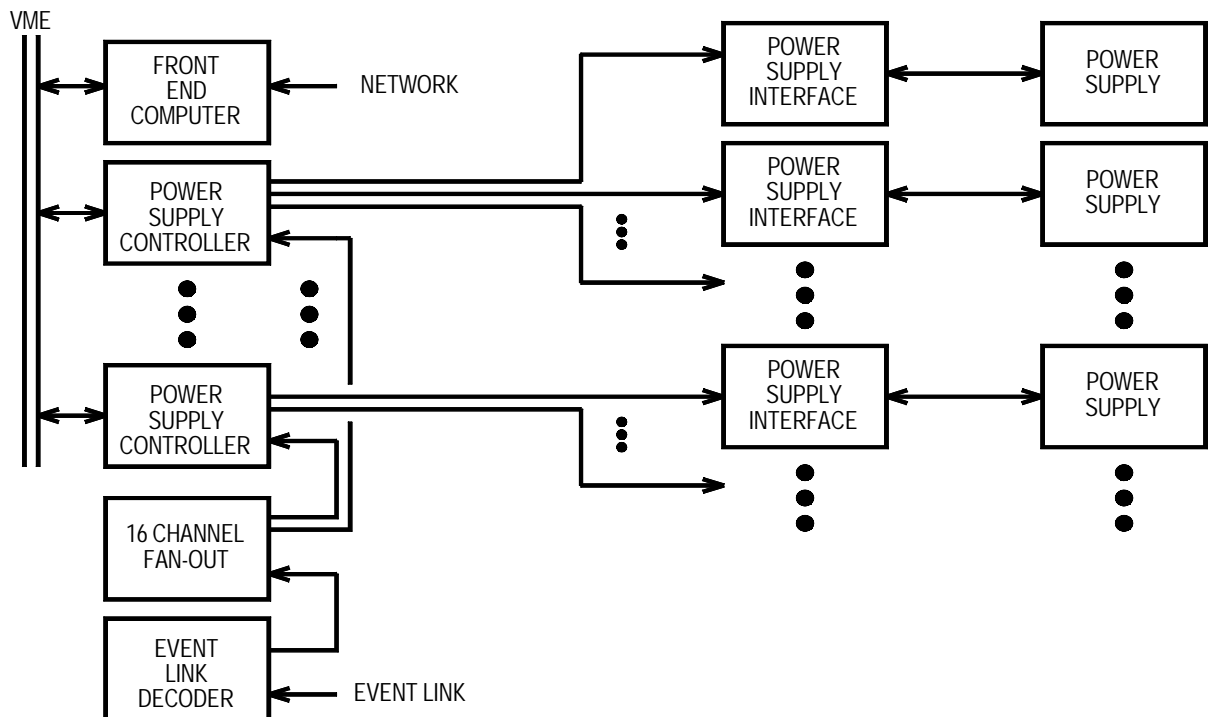 VME
FRONT
END
COMPUTER
NETWORK
POWER
SUPPLY
INTERFACE
POWER
SUPPLY
POWER
SUPPLY
CONTROLLER
POWER
SUPPLY
INTERFACE
POWER
SUPPLY
POWER
SUPPLY
CONTROLLER
POWER
SUPPLY
INTERFACE
POWER
SUPPLY
16 CHANNEL
FAN-OUT
EVENT
LINK
DECODER
EVENT LINK